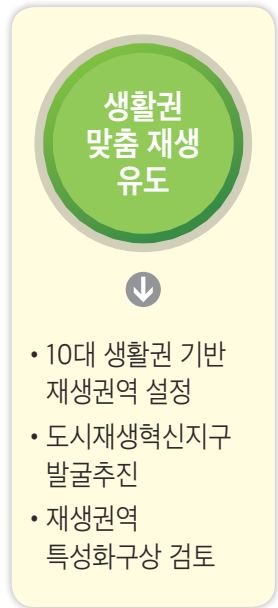 생활권
맞춤 재생
유도
• 10대 생활권 기반
재생권역 설정
• 도시재생혁신지구
발굴추진
• 재생권역
특성화구상 검토